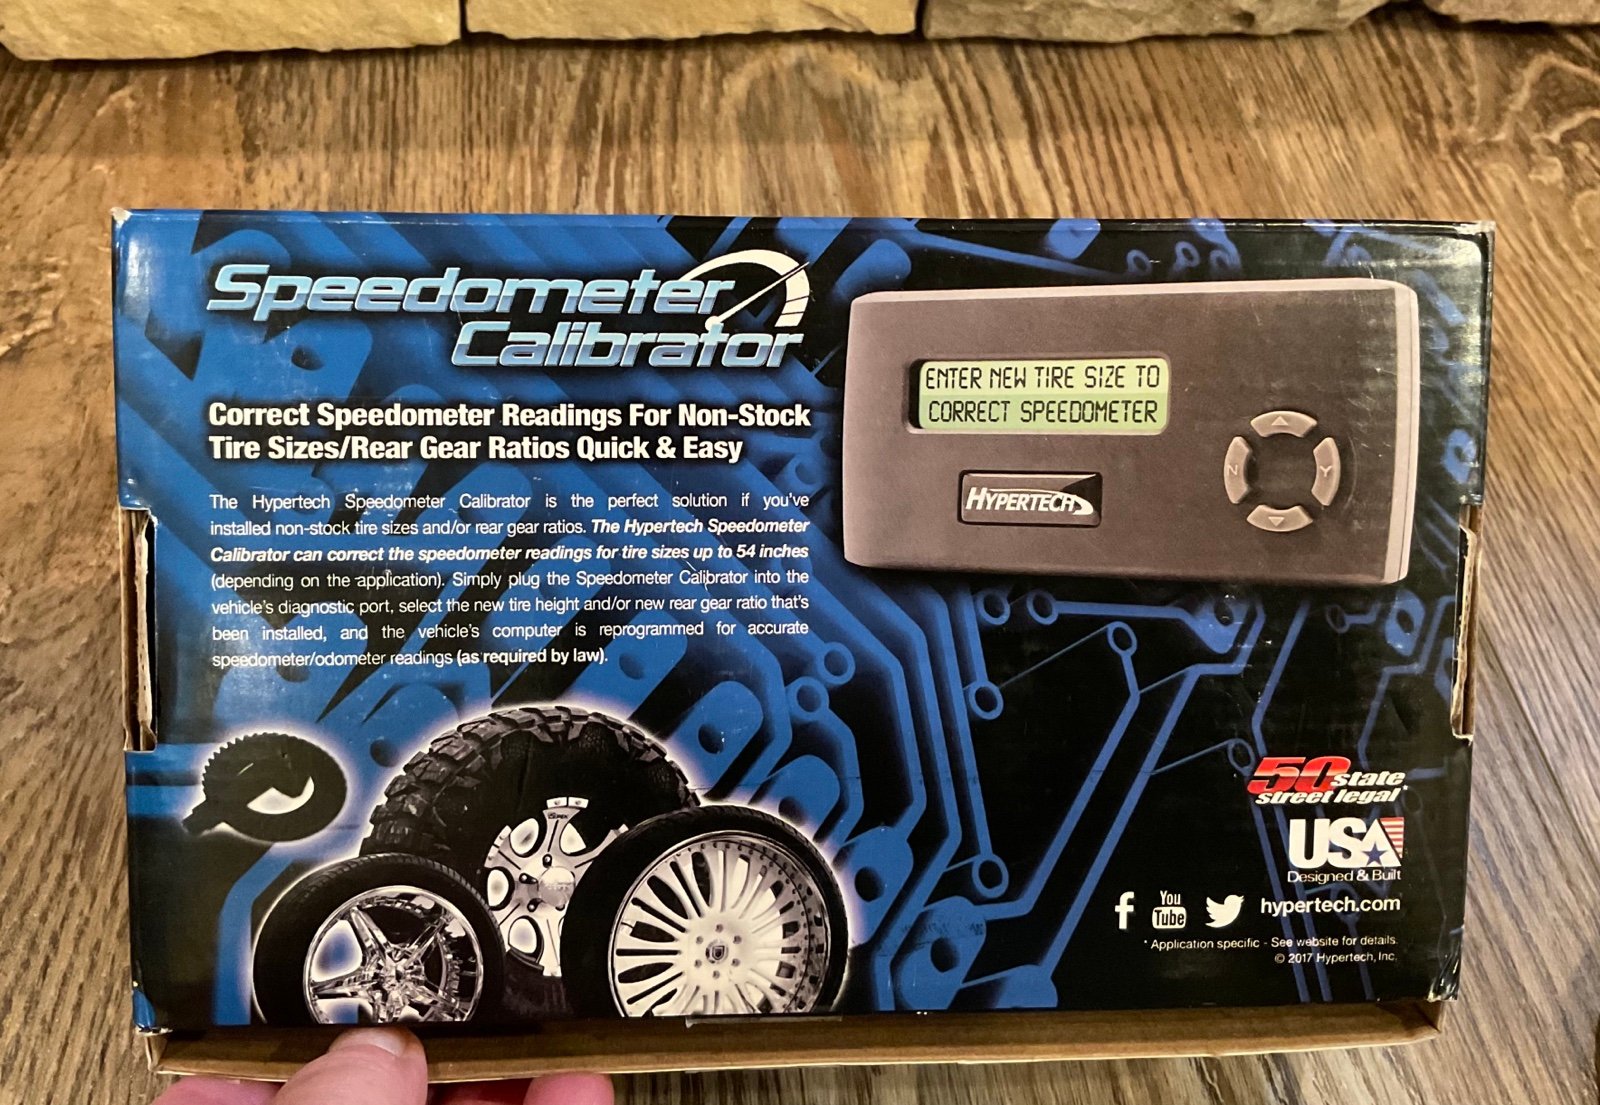 Speedometer
Calibrator
Correct Speedometer Readings For Non-Stock
Tire Sizes/Rear Gear Ratios Quick & Easy
The Hypertech Speedometer Calibrator is the perfect solution if you've
installed non-stock tire sizes and/or rear gear ratios. The Hypertech Speedometer
Calibrator can correct the speedometer readings for tire sizes up to 54 inches
(depending on the application). Simply plug the Speedometer Calibrator into the
vehicle's diagnostic port, select the new tire height and/or new rear gear ratio that's
been installed, and the vehicle's computer is reprogrammed for accurate
speedometer/odometer readings (as required by law).
ENTER NEW TIRE SIZE TO
CORRECT SPEEDOMETER
N
Y
HYPERTECH
50 state
street legal*
USA
Designed & Built
f You Tube hypertech.com
* Application specific - See website for details.
© 2017 Hypertech, Inc.